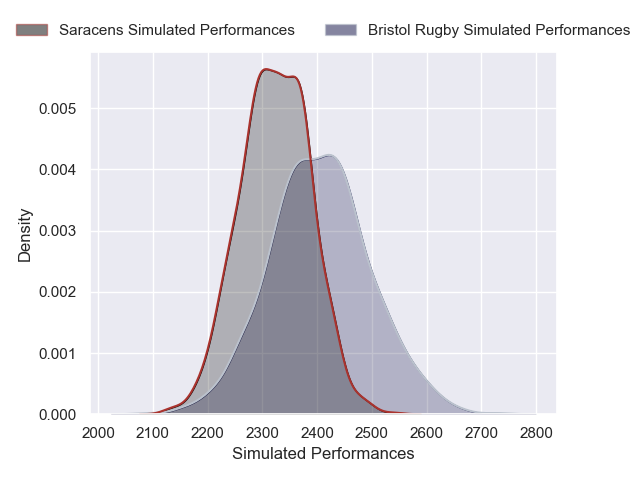 Saracens Simulated Performances Bristol Rugby Simulated Performances
0.005
0.004
0.003
0.002
0.001
0.000
Density
2000 2100 2200 2300 2400 2500 2600 2700 2800
Simulated Performances